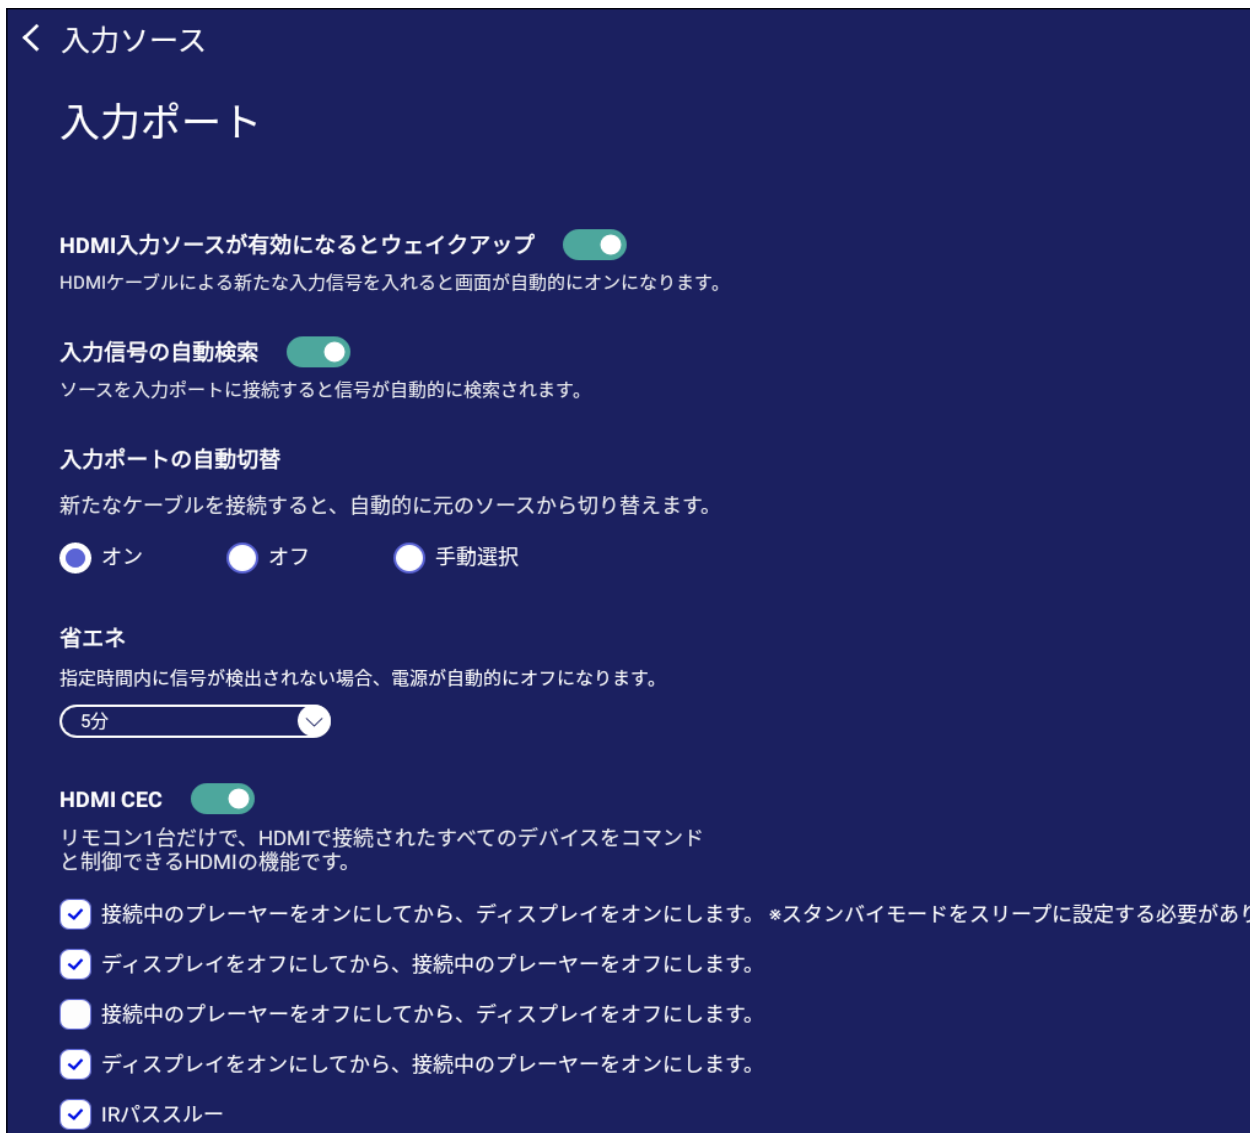 入力ソース
入力ポート
HDMI入力ソースが有効になるとウェイクアップ
HDMIケーブルによる新たな入力信号を入れると画面が自動的にオンになります。
入力信号の自動検索
ソースを入力ポートに接続すると信号が自動的に検索されます。
入力ポートの自動切替
新たなケーブルを接続すると、自動的に元のソースから切り替えます。
オン オフ 手動選択
省エネ
指定時間内に信号が検出されない場合、電源が自動的にオフになります。
5分
HDMI CEC
リモコン1台だけで、HDMIで接続されたすべてのデバイスをコマンド
と制御できるHDMIの機能です。
接続中のプレーヤーをオンにしてから、ディスプレイをオンにします。 ※スタンバイモードをスリープに設定する必要があり
ディスプレイをオフにしてから、接続中のプレーヤーをオフにします。
接続中のプレーヤーをオフにしてから、ディスプレイをオフにします。
ディスプレイをオンにしてから、接続中のプレーヤーをオンにします。
IRパススルー